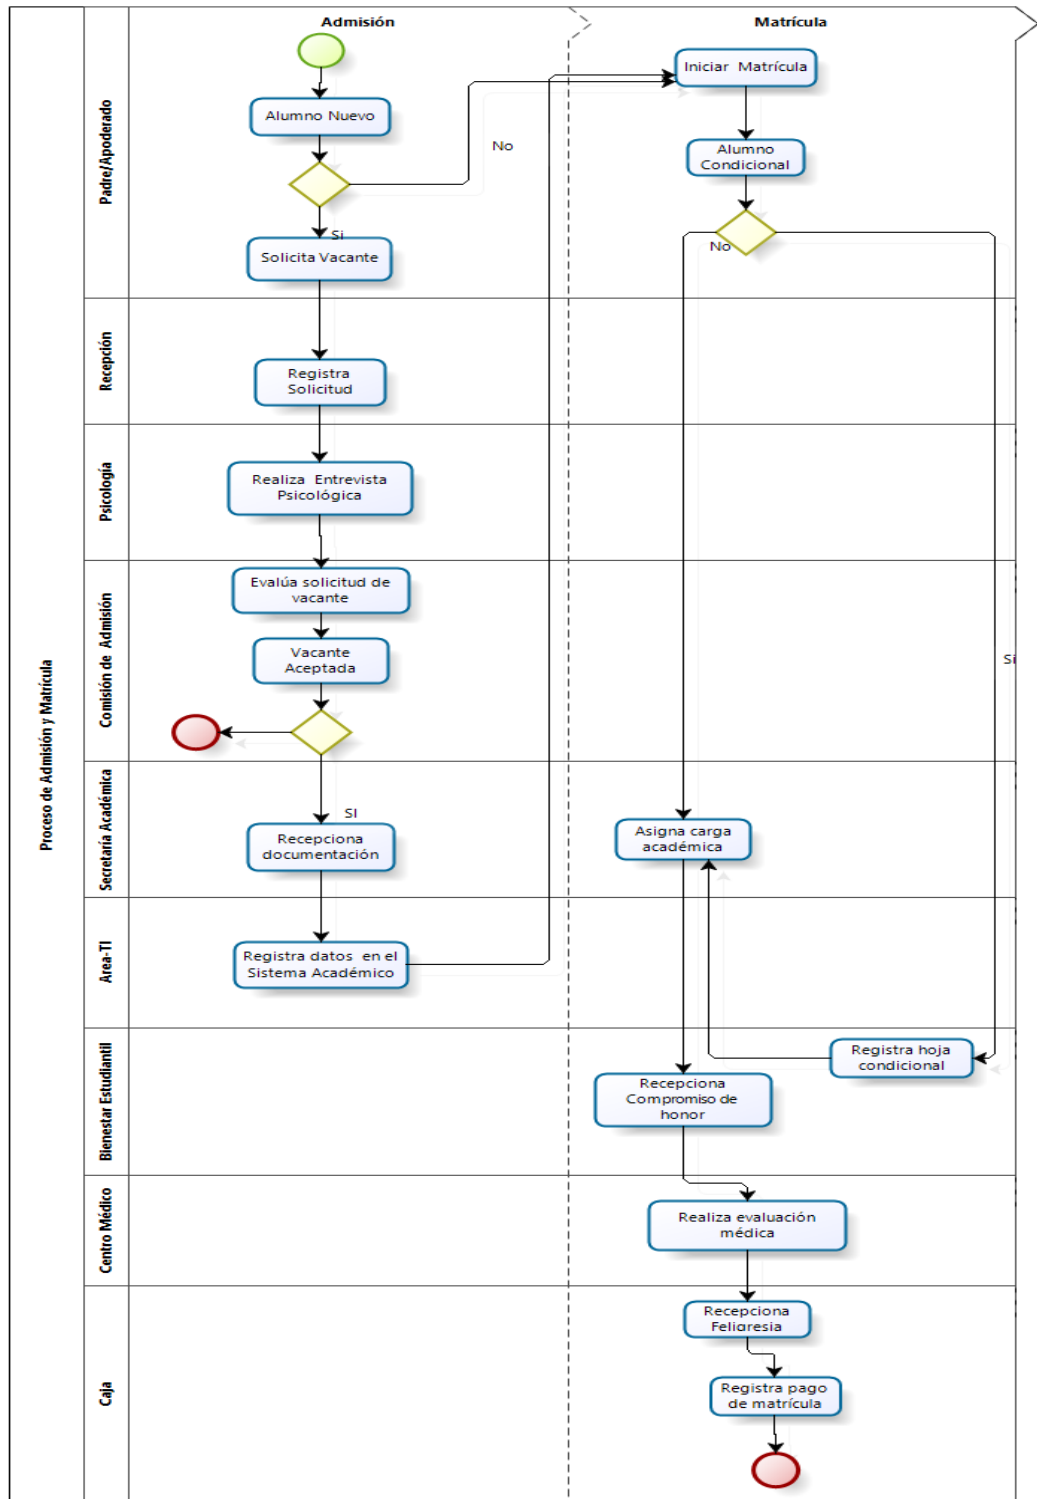 Admisión
Matrícula
Proceso de Admisión y Matrícula
Padre/Apoderado
Alumno Nuevo
No
Si
Solicita Vacante
Iniciar Matrícula
Alumno
Condicional
No
Si
Recepción
Registra
Solicitud
Psicología
Realiza Entrevista
Psicológica
Comisión de Admisión
Evalúa solicitud de
vacante
Vacante
Aceptada
Secretaría Académica
SI
Recepciona
documentación
Asigna carga
académica
Area-TI
Registra datos en el
Sistema Académico
Bienestar Estudiantil
Registra hoja
condicional
Recepciona
Compromiso de
honor
Centro Médico
Realiza evaluación
médica
Caja
Recepciona
Feligresia
Registra pago
de matrícula